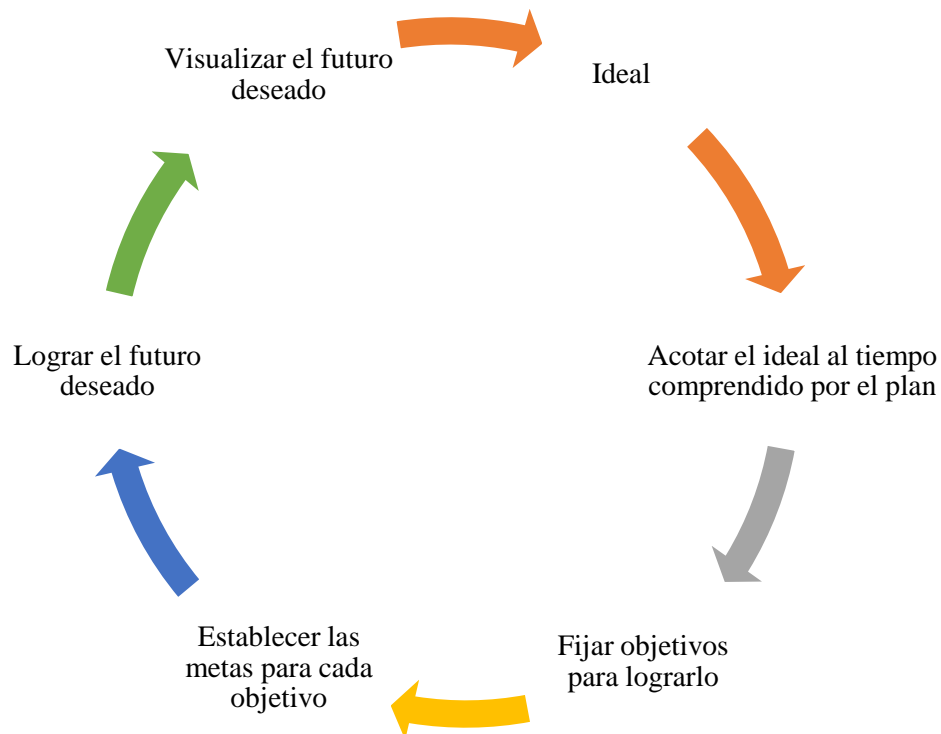 Visualizar el futuro
deseado
Ideal
Acotar el ideal al tiempo
comprendido por el plan
Fijar objetivos
para lograrlo
Establecer las
metas para cada
objetivo
Lograr el futuro
deseado